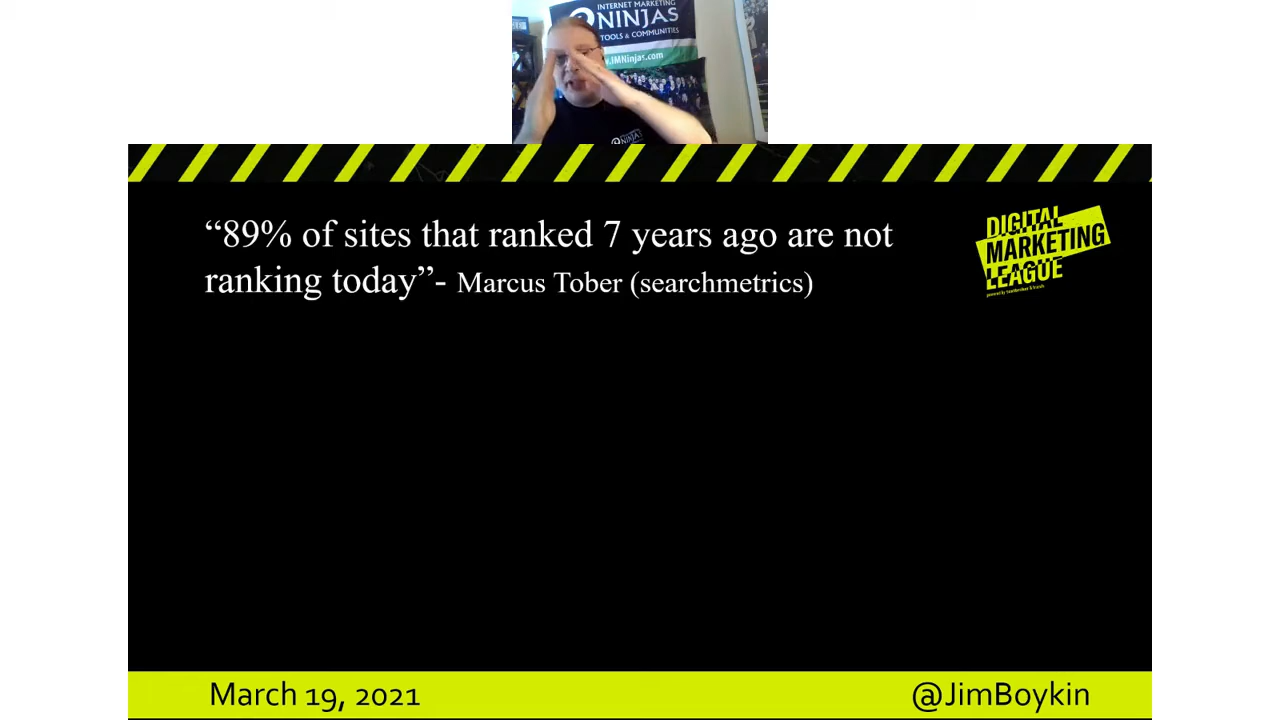 INTERNET MARKETING
NINJAS
TOOLS & COMMUNITIES
.IMNinjas.com
“89% of sites that ranked 7 years ago are not
ranking today”- Marcus Tober (searchmetrics)
DIGITAL
MARKETING
LEAGUE
March 19, 2021
@JimBoykin